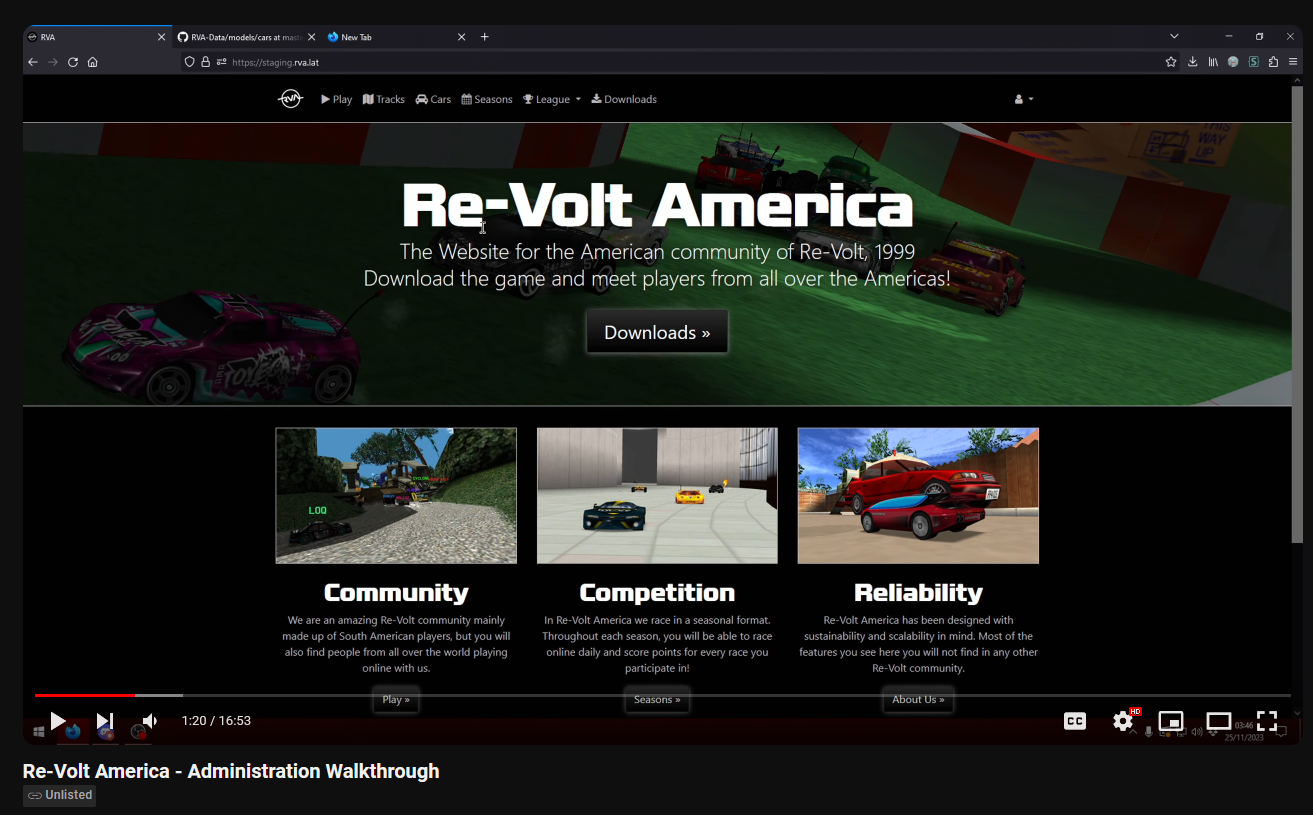 RVA
RVA-Data/models/cars at mast
New Tab
https://staging.rva.lat
Play
Tracks
Cars
Seasons
League
Downloads
THIS
WAY
UP
Re-Volt America
The Website for the American community of Re-Volt, 1999
Download the game and meet players from all over the Americas!
TOYECA
Downloads »
LOQ
Community
Competition
Reliability
We are an amazing Re-Volt community mainly
made up of South American players, but you will
also find people from all over the world playing
online with us.
In Re-Volt America we race in a seasonal format.
Throughout each season, you will be able to race
online daily and score points for every race you
participate in!
Re-Volt America has been designed with
sustainability and scalability in mind. Most of the
features you see here you will not find in any other
Re-Volt community.
Play »
Seasons »
About Us »
1:20 / 16:53
CC
HD
03:46
25/11/2023
Re-Volt America - Administration Walkthrough
Unlisted